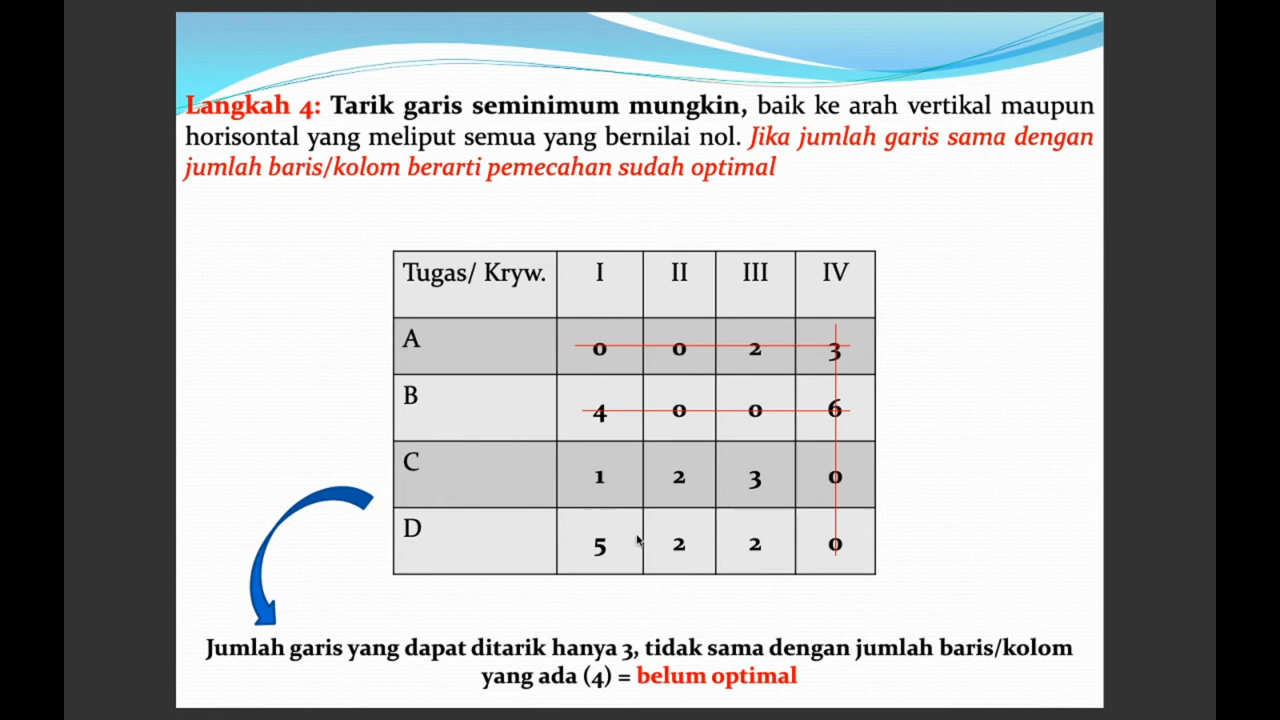 Langkah 4: Tarik garis seminimum mungkin, baik ke arah vertikal maupun
horisontal yang meliput semua yang bernilai nol. Jika jumlah garis sama dengan
jumlah baris/kolom berarti pemecahan sudah optimal
Tugas/ Kryw. I II III IV
A 0 0 2 3
B 4 0 0 6
C 1 2 3 0
D 5 2 2 0
Jumlah garis yang dapat ditarik hanya 3, tidak sama dengan jumlah baris/kolom
yang ada (4) = belum optimal